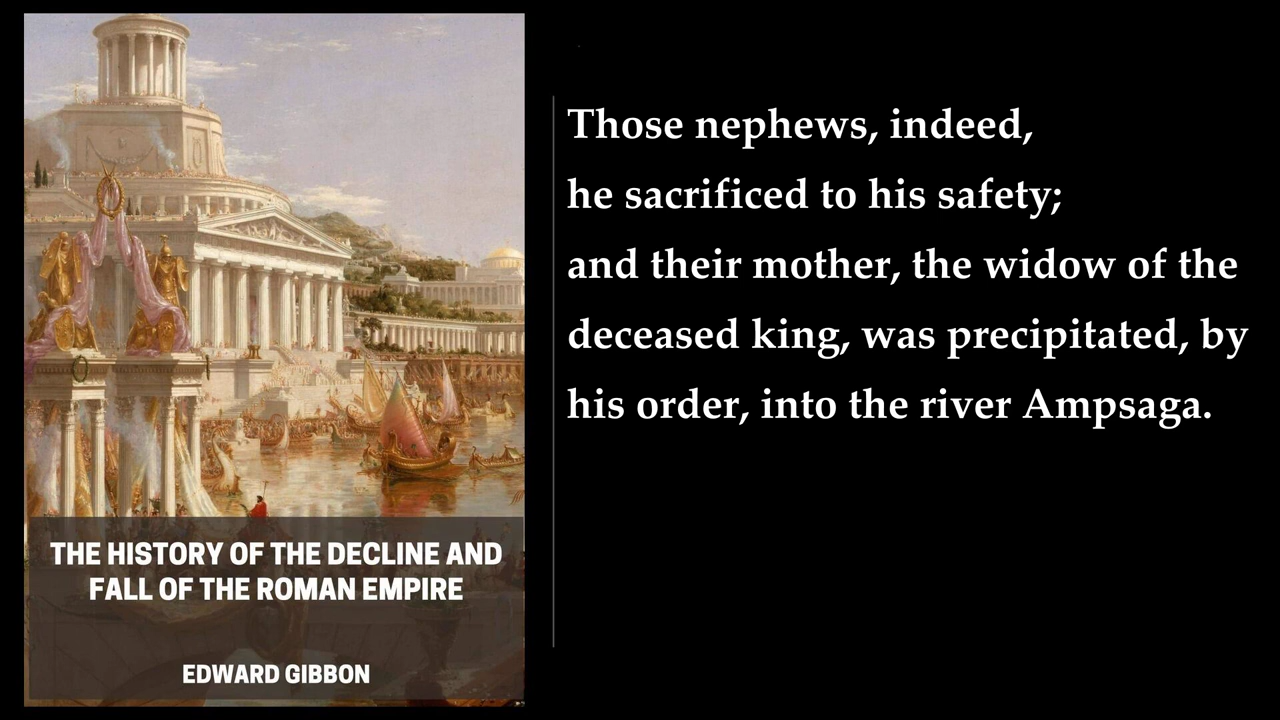 Those nephews, indeed,
he sacrificed to his safety;
and their mother, the widow of the
deceased king, was precipitated, by
his order, into the river Ampsaga.
THE HISTORY OF THE DECLINE AND
FALL OF THE ROMAN EMPIRE
EDWARD GIBBON